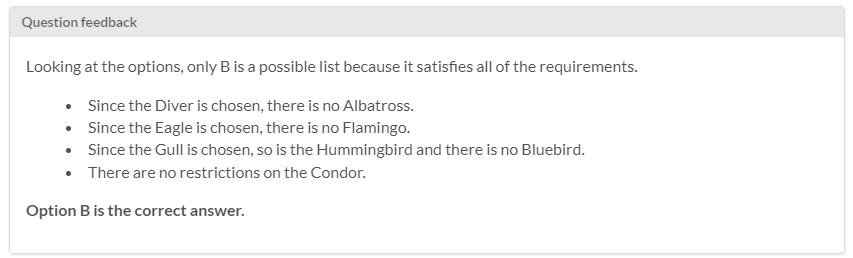 Question feedback
Looking at the options, only B is a possible list because it satisfies all of the requirements.
• Since the Diver is chosen, there is no Albatross.
• Since the Eagle is chosen, there is no Flamingo.
• Since the Gull is chosen, so is the Hummingbird and there is no Bluebird.
• There are no restrictions on the Condor.
Option B is the correct answer.